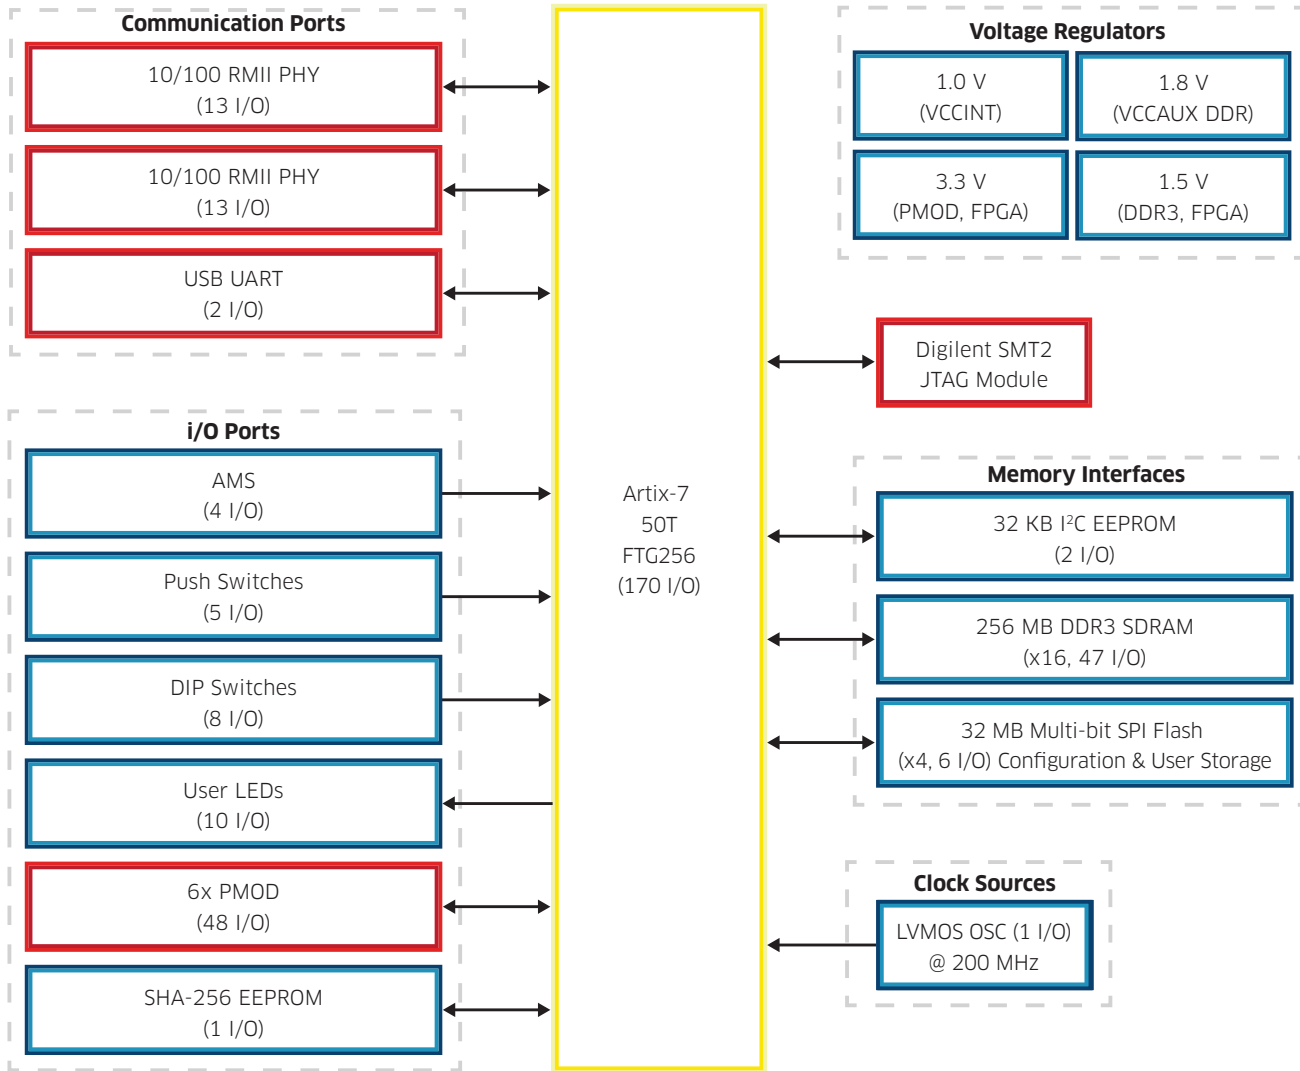 Communication Ports
10/100 RMII PHY
(13 I/O)
10/100 RMII PHY
(13 I/O)
USB UART
(2 I/O)
i/O Ports
AMS
(4 I/O)
Push Switches
(5 I/O)
DIP Switches
(8 I/O)
User LEDs
(10 I/O)
6x PMOD
(48 I/O)
SHA-256 EEPROM
(1 I/O)
Artix-7
50T
FTG256
(170 I/O)
Voltage Regulators
1.0 V
(VCCINT)
1.8 V
(VCCAUX DDR)
3.3 V
(PMOD, FPGA)
1.5 V
(DDR3, FPGA)
Digilent SMT2
JTAG Module
Memory Interfaces
32 KB I²C EEPROM
(2 I/O)
256 MB DDR3 SDRAM
(x16, 47 I/O)
32 MB Multi-bit SPI Flash
(x4, 6 I/O) Configuration & User Storage
Clock Sources
LVMOS OSC (1 I/O)
@ 200 MHz